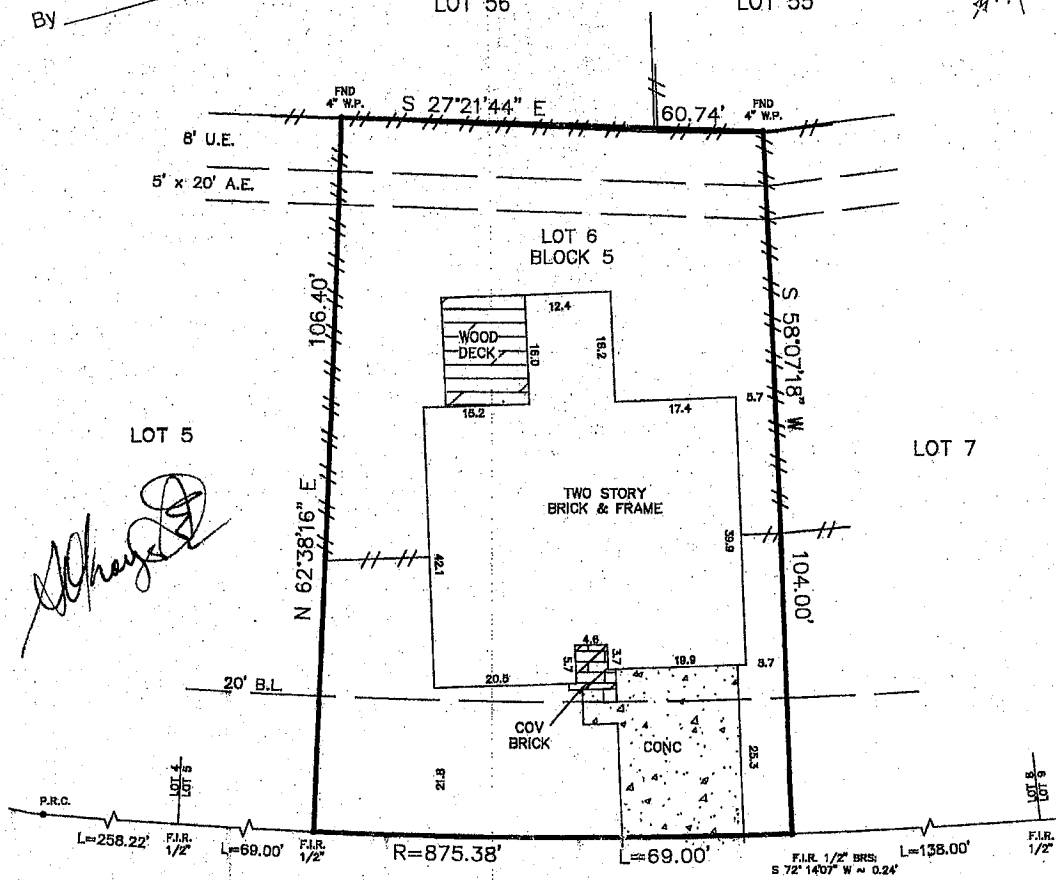 By
LOT 56
LOT 55
FND
4" W.P.
S 27°21'44" E
60.74'
FND
4" W.P.
8' U.E.
5' x 20' A.E.
LOT 6
BLOCK 5
106.40'
N 62°38'16" E
S 58°07'18" W
104.00'
12.4
WOOD
DECK
16.0
16.2
15.2
17.4
5.7
LOT 5
LOT 7
TWO STORY
BRICK & FRAME
42.1
39.9
4.6
5.7
3.7
19.9
5.7
20.5
20' B.L.
COV
BRICK
CONC
21.8
25.3
LOT 4
LOT 5
LOT 8
LOT 9
P.R.C.
L=258.22'
F.I.R.
1/2"
L=69.00'
F.I.R.
1/2"
R=875.38'
L=69.00'
F.I.R. 1/2" BRS;
S 72°14'07" W ~ 0.24'
L=138.00'
F.I.R.
1/2"